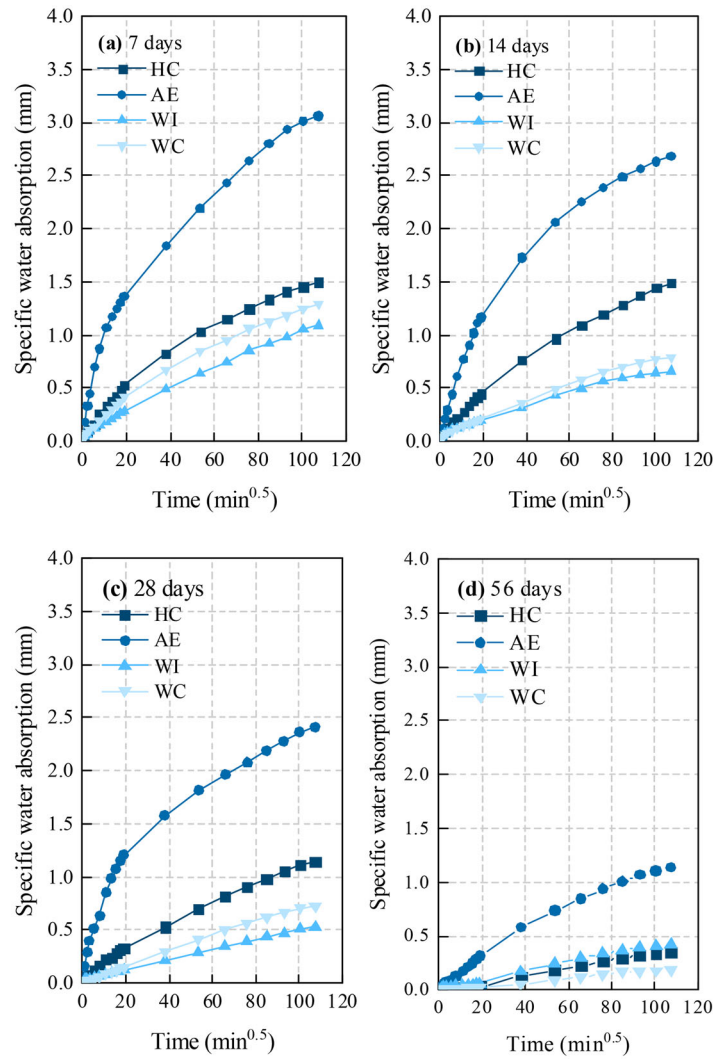 (a) 7 days
HC
AE
WI
WC
4.0
3.5
3.0
2.5
2.0
1.5
1.0
0.5
0.0
0 20 40 60 80 100 120
Specific water absorption (mm)
Time (min0.5)
(b) 14 days
HC
AE
WI
WC
4.0
3.5
3.0
2.5
2.0
1.5
1.0
0.5
0.0
0 20 40 60 80 100 120
Specific water absorption (mm)
Time (min0.5)
(c) 28 days
HC
AE
WI
WC
4.0
3.5
3.0
2.5
2.0
1.5
1.0
0.5
0.0
0 20 40 60 80 100 120
Specific water absorption (mm)
Time (min0.5)
(d) 56 days
HC
AE
WI
WC
4.0
3.5
3.0
2.5
2.0
1.5
1.0
0.5
0.0
0 20 40 60 80 100 120
Specific water absorption (mm)
Time (min0.5)